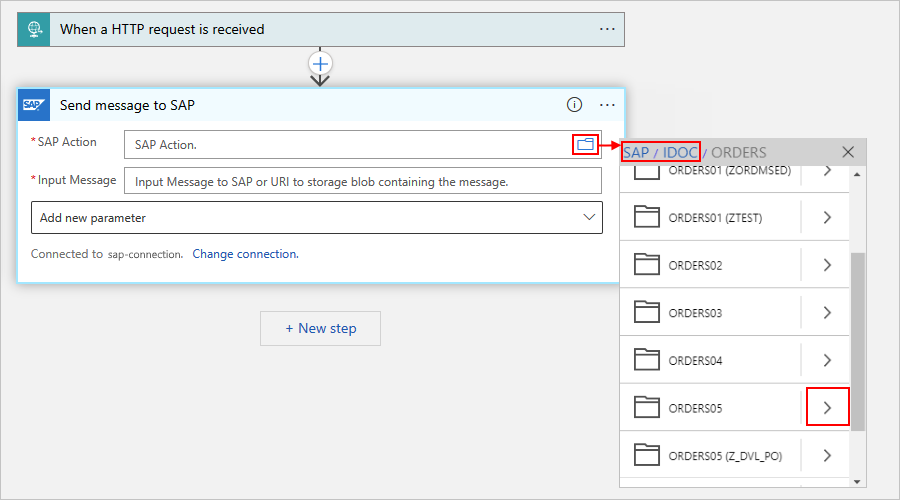 When a HTTP request is received
SAP
Send message to SAP
*SAP Action
SAP Action.
*Input Message
Input Message to SAP or URI to storage blob containing the message.
Add new parameter
Connected to sap-connection. Change connection.
+ New step
SAP / IDOC / ORDERS
ORDERS01 (ZORDMSED)
ORDERS01 (ZTEST)
ORDERS02
ORDERS03
ORDERS04
ORDERS05
ORDERS05 (Z_DVL_PO)